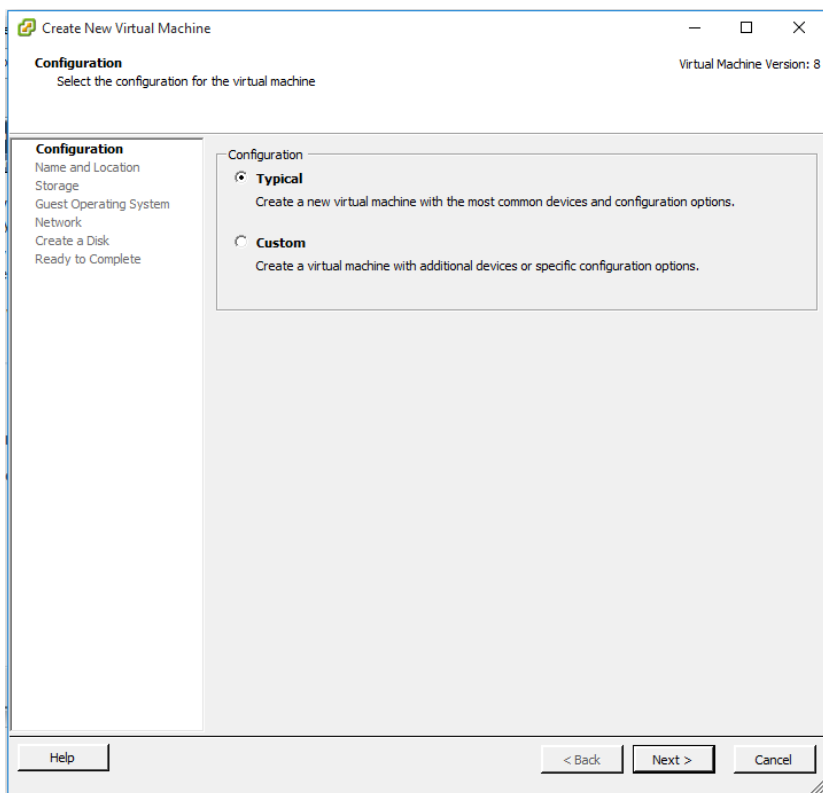 Create New Virtual Machine
Configuration
Virtual Machine Version: 8
Select the configuration for the virtual machine
Configuration
Name and Location
Storage
Guest Operating System
Network
Create a Disk
Ready to Complete
Configuration
Typical
Create a new virtual machine with the most common devices and configuration options.
Custom
Create a virtual machine with additional devices or specific configuration options.
Help
< Back
Next >
Cancel